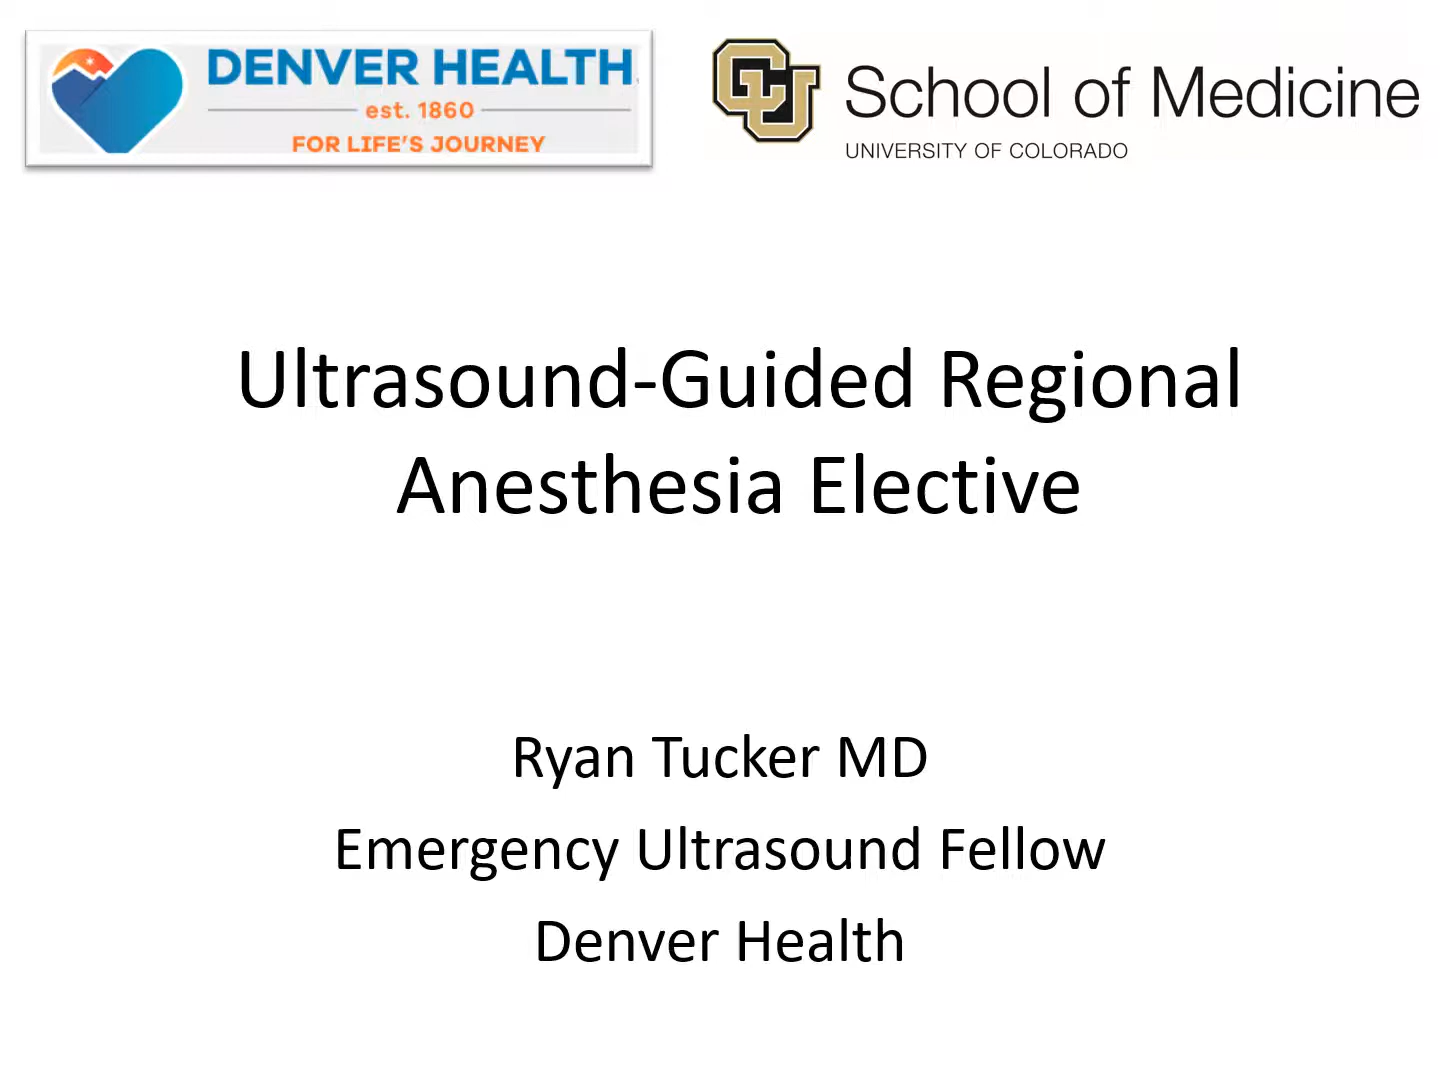 DENVER HEALTH
est. 1860
FOR LIFE'S JOURNEY
CU
School of Medicine
UNIVERSITY OF COLORADO
Ultrasound-Guided Regional
Anesthesia Elective
Ryan Tucker MD
Emergency Ultrasound Fellow
Denver Health